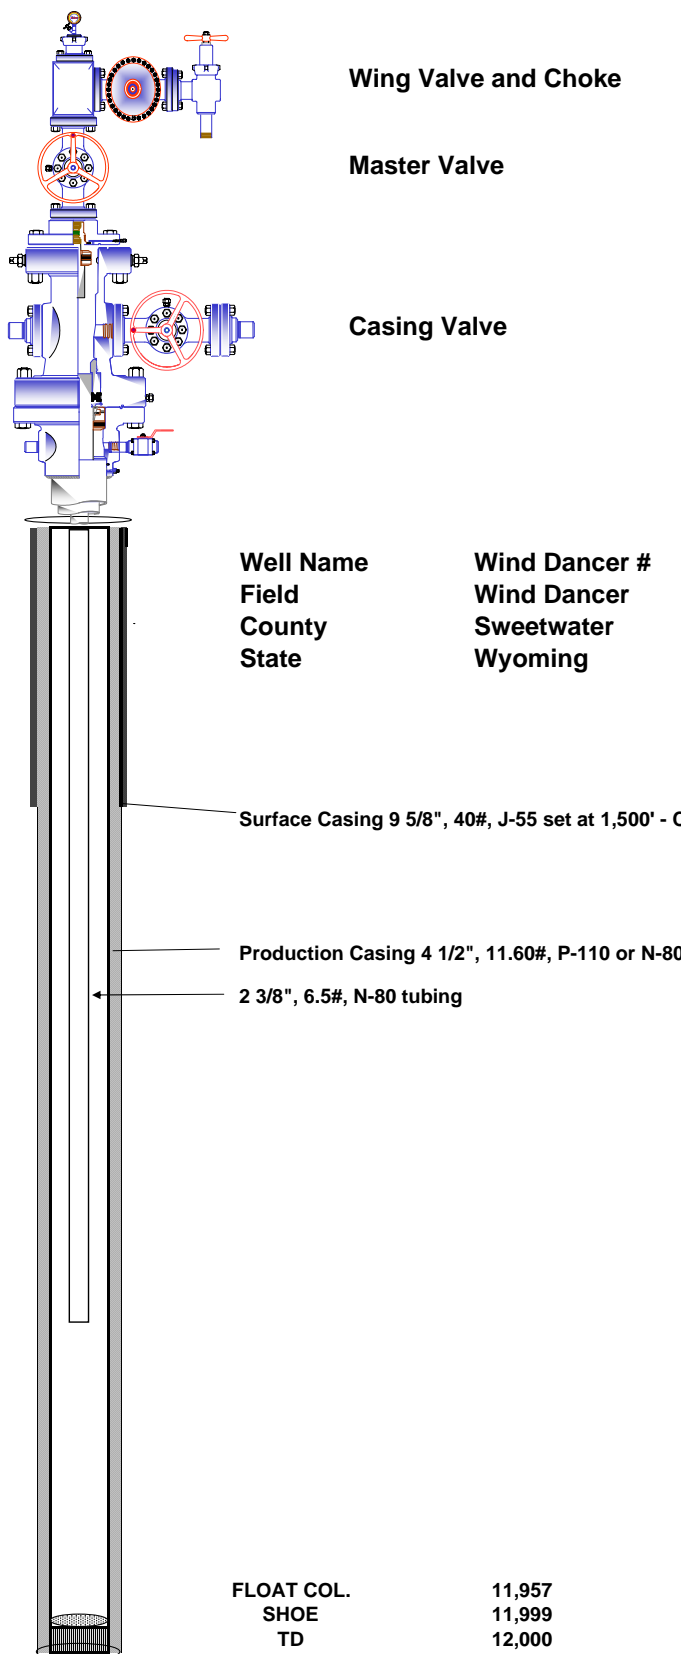 Wing Valve and Choke
Master Valve
Casing Valve
Well Name Wind Dancer #
Field Wind Dancer
County Sweetwater
State Wyoming
Surface Casing 9 5/8", 40#, J-55 set at 1,500' -
Production Casing 4 1/2", 11.60#, P-110 or N-80
2 3/8", 6.5#, N-80 tubing
FLOAT COL. 11,957
SHOE 11,999
TD 12,000